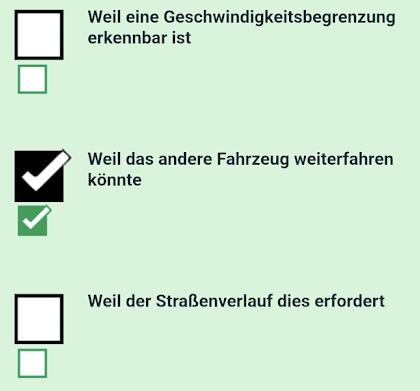 Weil eine Geschwindigkeitsbegrenzung
erkennbar ist
Weil das andere Fahrzeug weiterfahren
könnte
Weil der Straßenverlauf dies erfordert